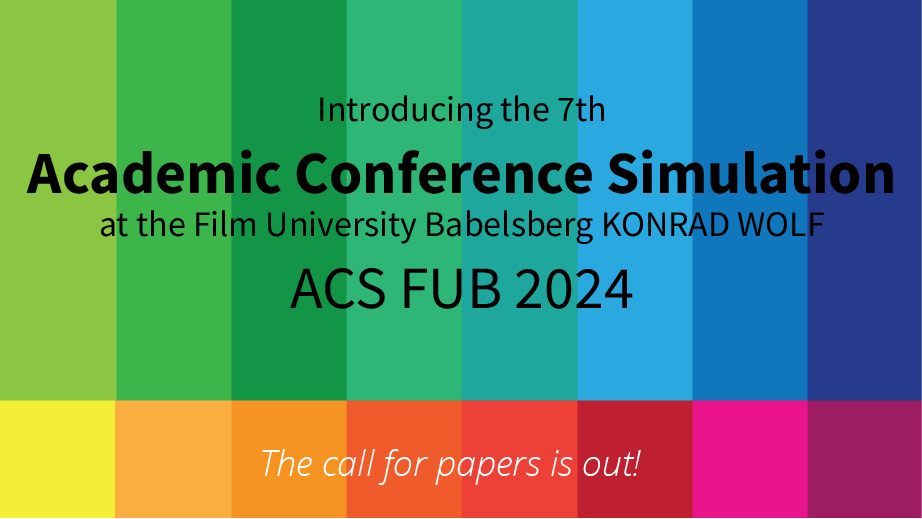 Introducing the 7th
Academic Conference Simulation
at the Film University Babelsberg KONRAD WOLF
ACS FUB 2024
The call for papers is out!